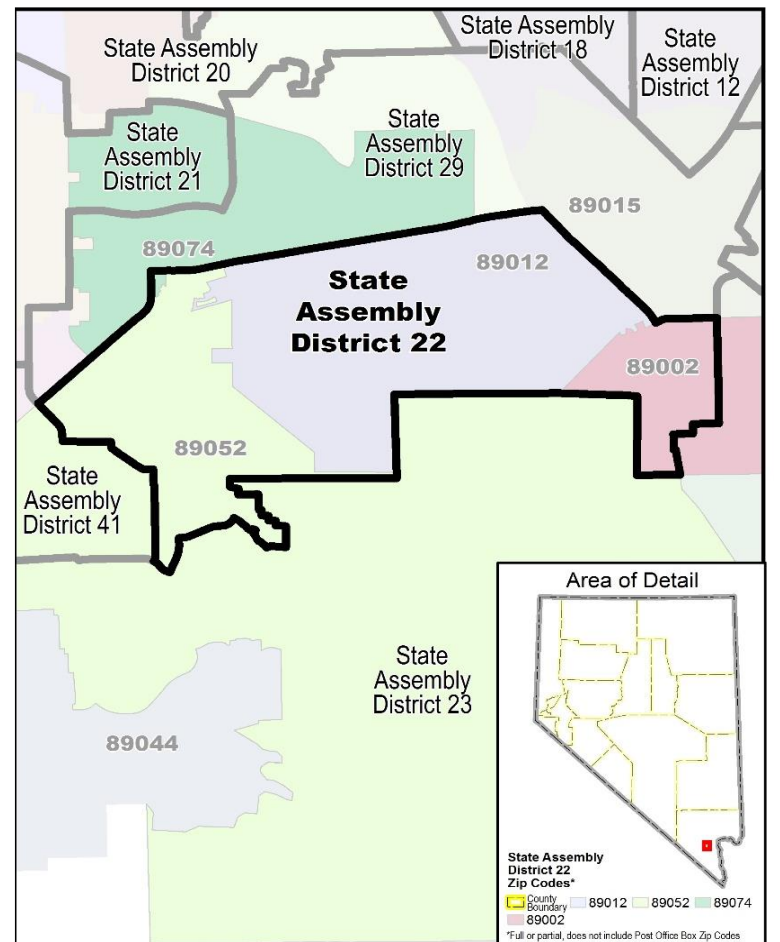 State Assembly
District 20
State Assembly
District 18
State
Assembly
District 12
State
Assembly
District 21
State
Assembly
District 29
89015
89074
89012
State
Assembly
District 22
89002
89052
State
Assembly
District 41
State
Assembly
District 23
89044
Area of Detail
State Assembly
District 22
Zip Codes*
County
Boundary
89012
89052
89074
89002
*Full or partial, does not include Post Office Box Zip Codes